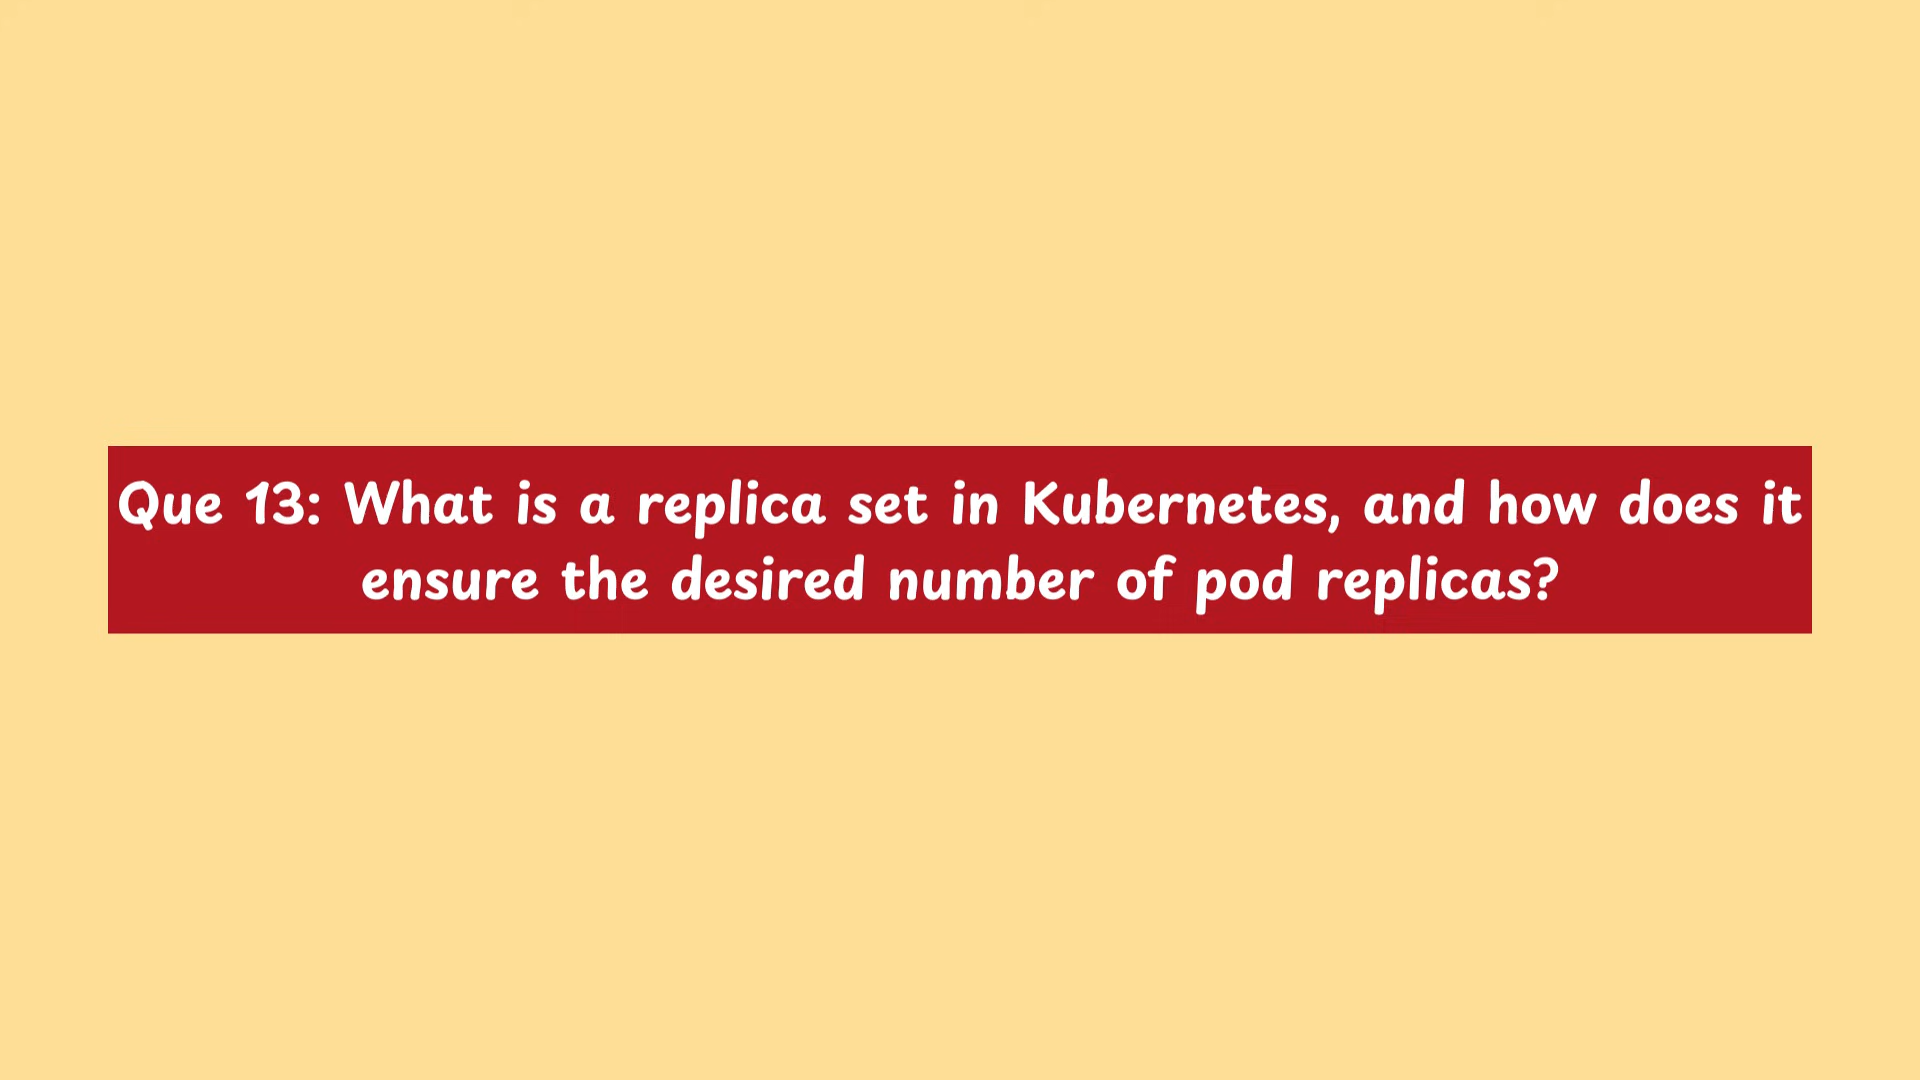 Que 13: What is a replica set in Kubernetes, and how does it
ensure the desired number of pod replicas?